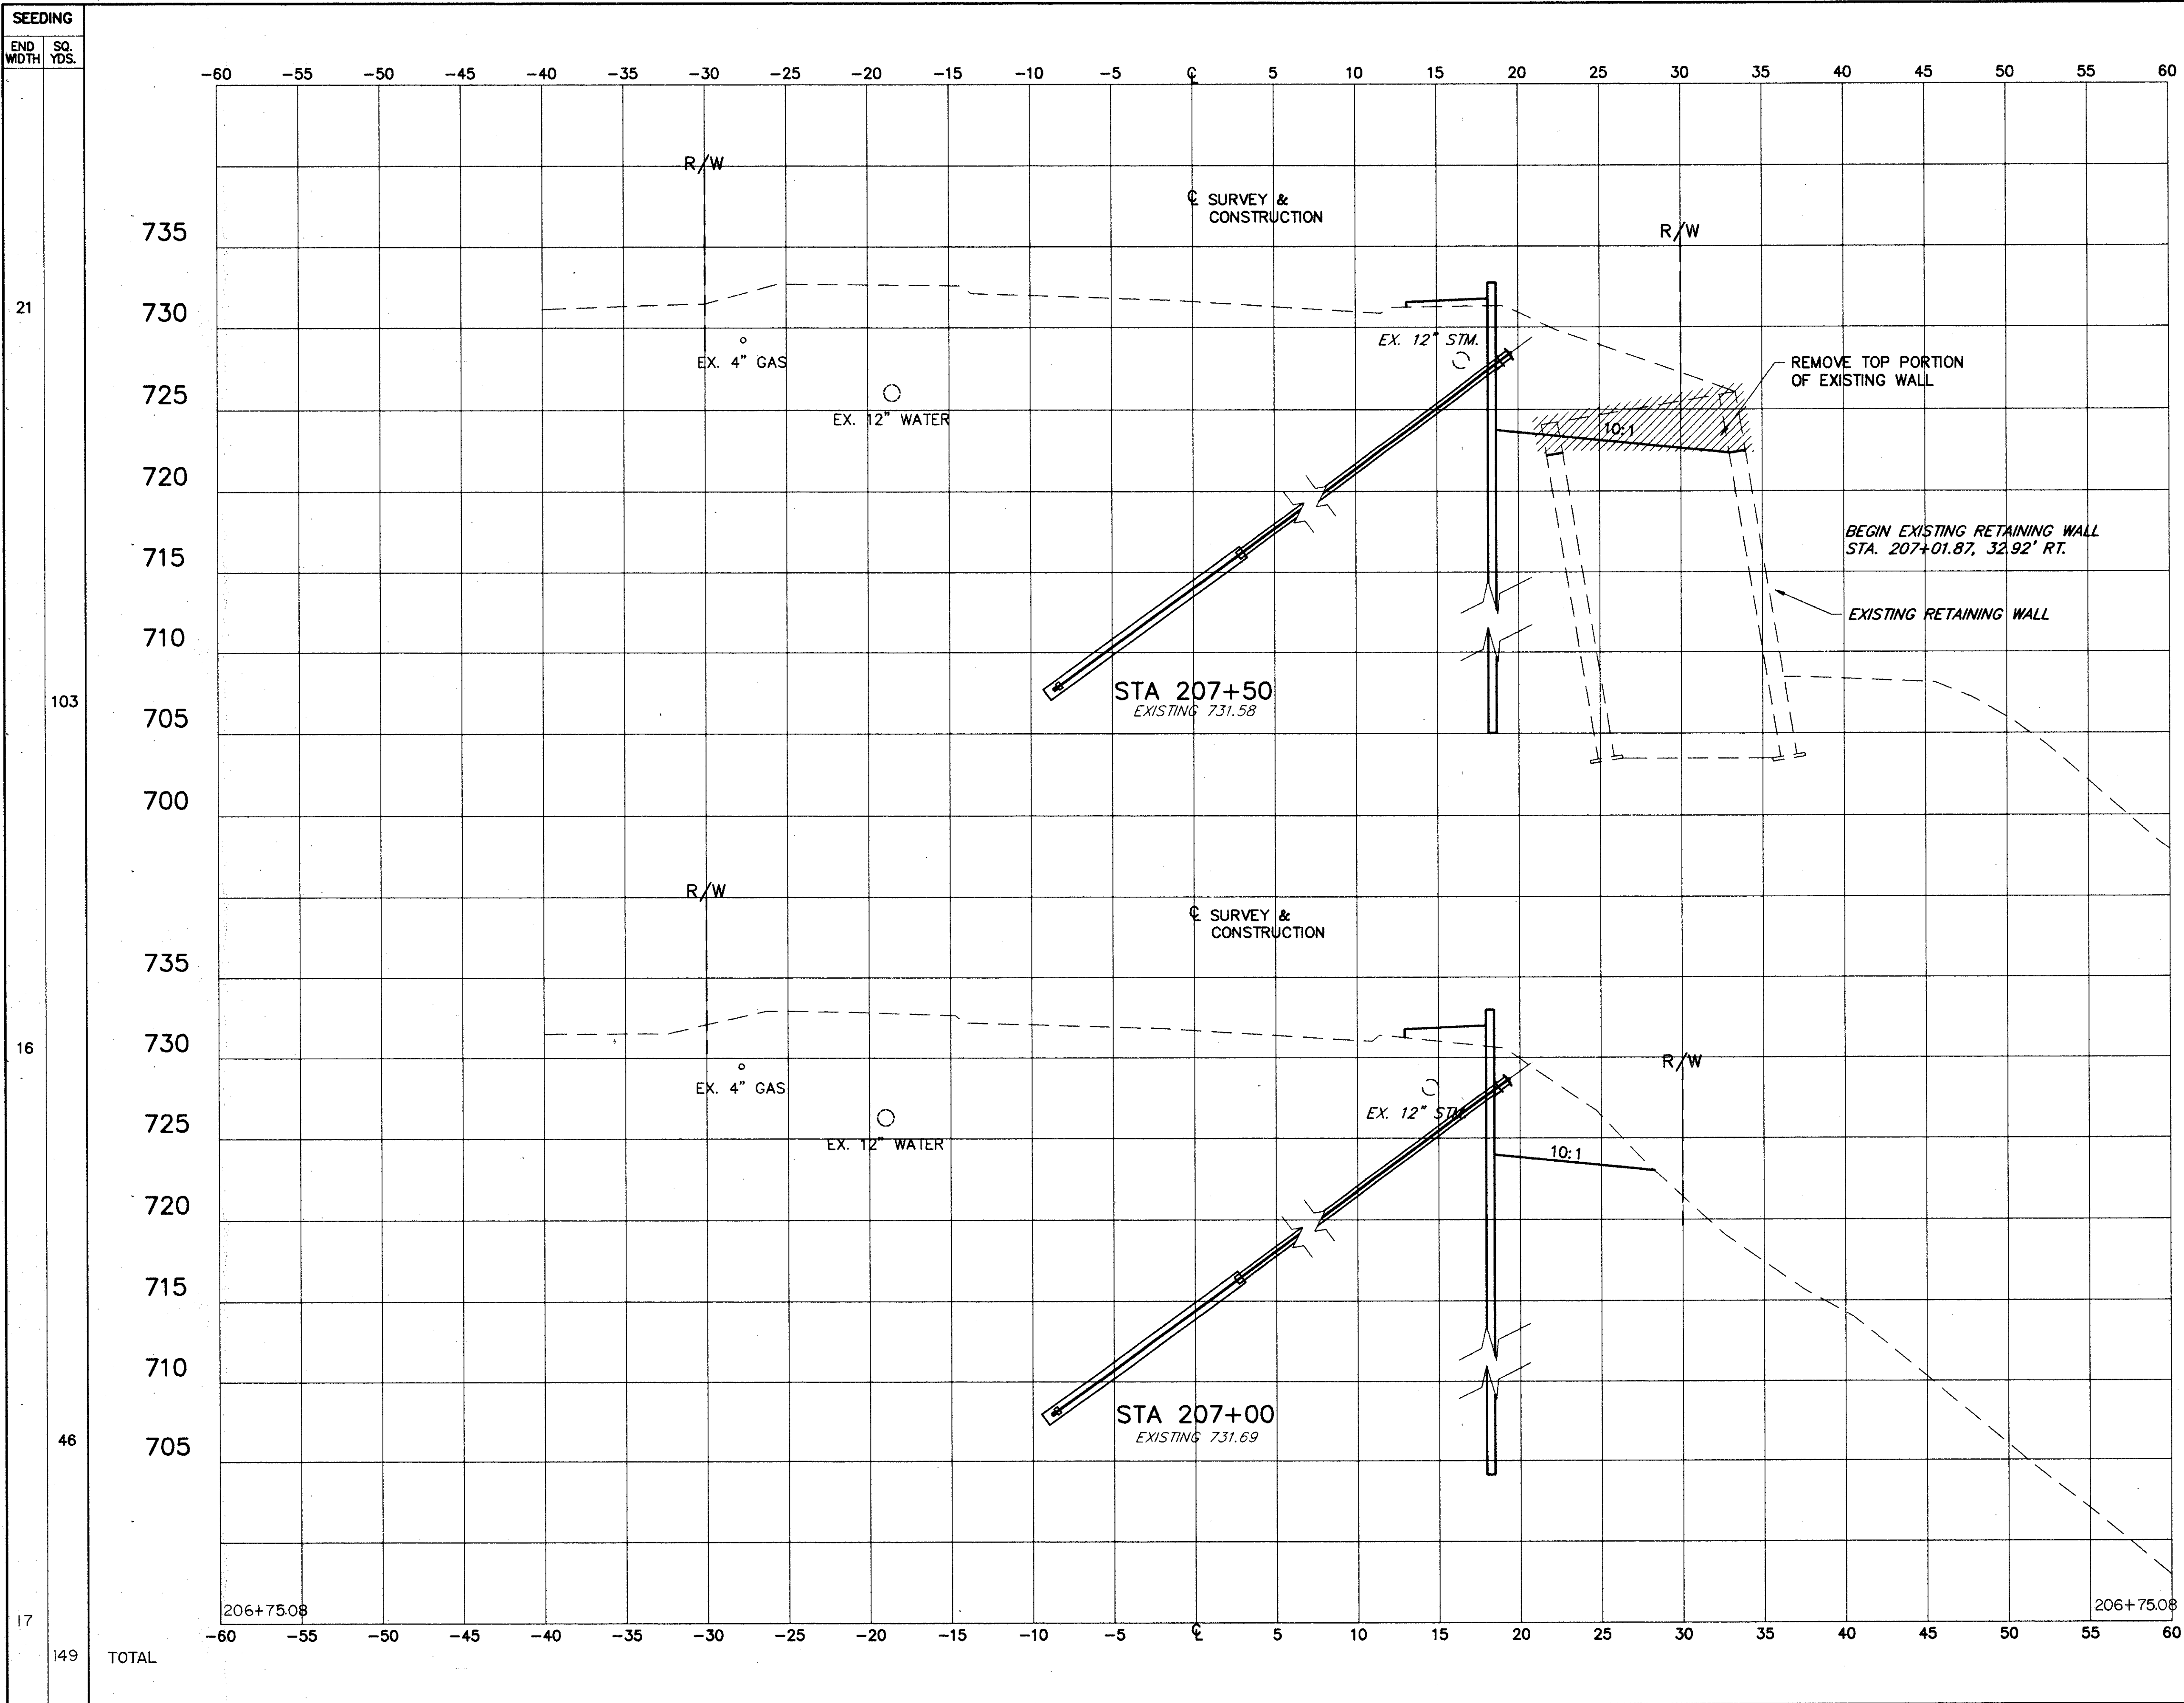 SEEDING
END WIDTH
SQ. YDS.
-60 -55 -50 -45 -40 -35 -30 -25 -20 -15 -10 -5 ℄ 5 10 15 20 25 30 35 40 45 50 55 60
R/W
℄ SURVEY &
CONSTRUCTION
735
R/W
21
730
EX. 12" STM.
EX. 4" GAS
REMOVE TOP PORTION
OF EXISTING WALL
725
EX. 12" WATER
10:1
720
BEGIN EXISTING RETAINING WALL
STA. 207+01.87, 32.92' RT.
715
EXISTING RETAINING WALL
710
103
STA 207+50
EXISTING 731.58
705
700
R/W
℄ SURVEY &
CONSTRUCTION
735
16
730
R/W
EX. 4" GAS
EX. 12" STM.
725
EX. 12" WATER
10:1
720
715
710
STA 207+00
EXISTING 731.69
46
705
206+75.08
206+75.08
17
-60 -55 -50 -45 -40 -35 -30 -25 -20 -15 -10 -5 ℄ 5 10 15 20 25 30 35 40 45 50 55 60
149 TOTAL